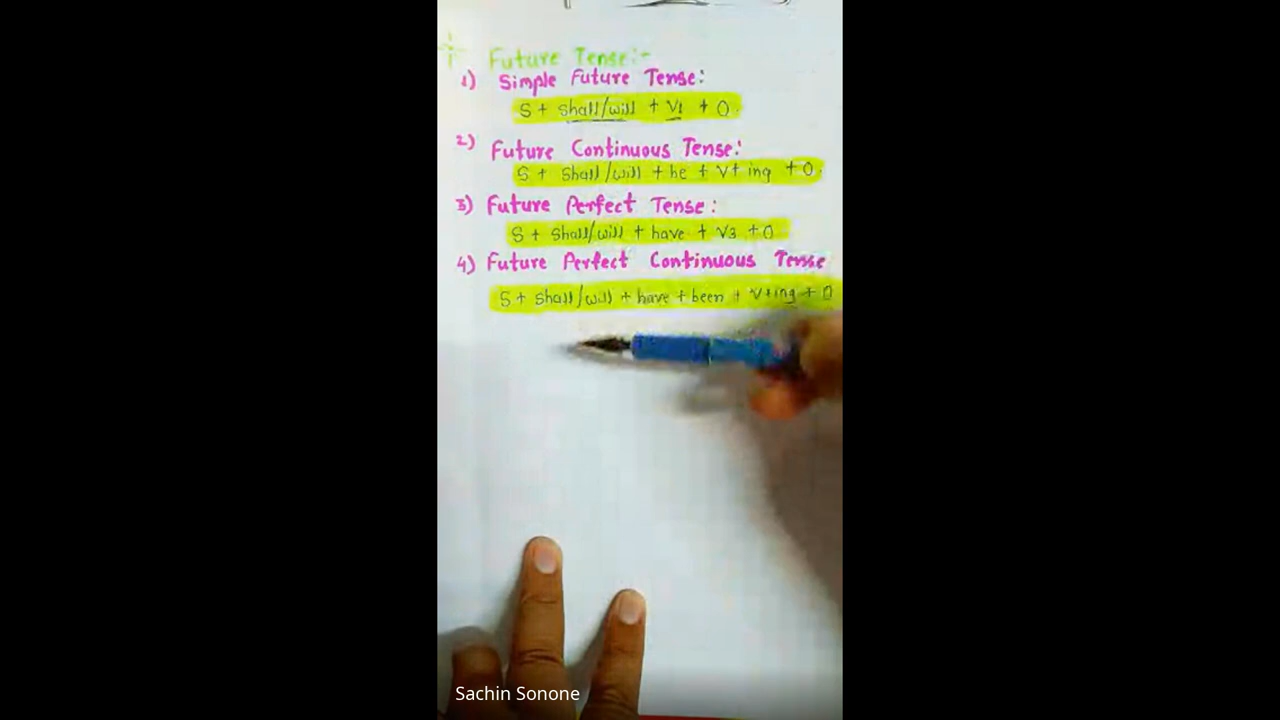 Future Tense:-
1) Simple Future Tense:
S + Shall/will + V1 + O.
2) Future Continuous Tense:
S + Shall/will + be + V+ing + O.
3) Future Perfect Tense:
S + Shall/will + have + V3 + O
4) Future Perfect Continuous Tense
S + Shall/will + have + been + V+ing + O
Sachin Sonone